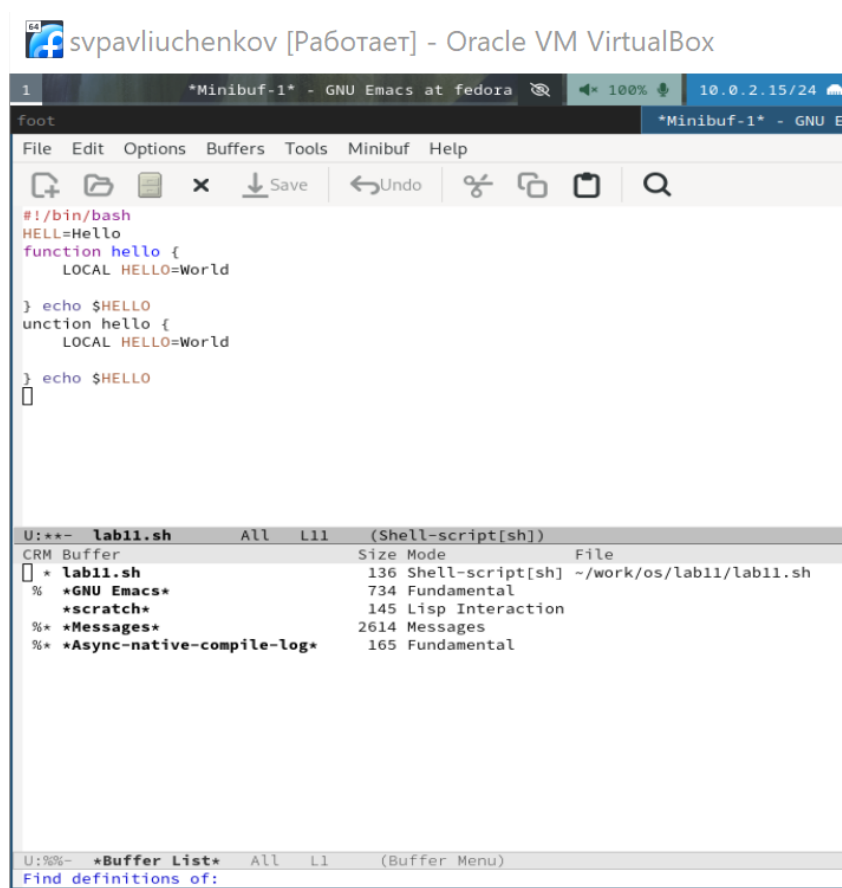 64
svpavliuchenkov [Работает] - Oracle VM VirtualBox
1 *Minibuf-1* - GNU Emacs at fedora 100% 10.0.2.15/24
foot *Minibuf-1* - GNU E
File Edit Options Buffers Tools Minibuf Help
Save Undo
#!/bin/bash
HELL=Hello
function hello {
    LOCAL HELLO=World
} echo $HELLO
unction hello {
    LOCAL HELLO=World
} echo $HELLO
U:**-  lab11.sh       All   L11    (Shell-script[sh])
CRM Buffer                        Size Mode             File
  * lab11.sh                       136 Shell-script[sh] ~/work/os/lab11/lab11.sh
 %  *GNU Emacs*                    734 Fundamental
    *scratch*                      145 Lisp Interaction
 %* *Messages*                    2614 Messages
 %* *Async-native-compile-log*     165 Fundamental
U:%%-  *Buffer List*   All   L1     (Buffer Menu)
Find definitions of: